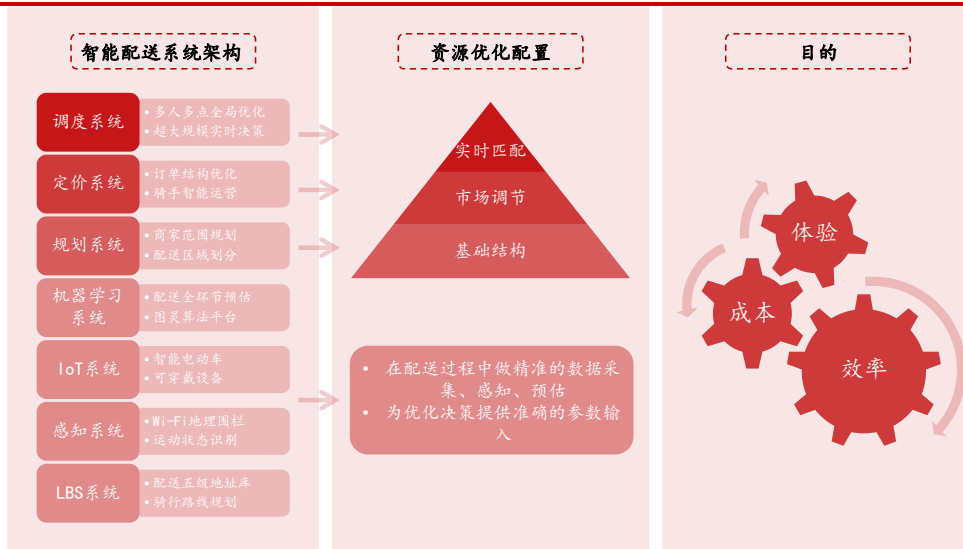 智能配送系统架构
调度系统
• 多人多点全局优化
• 超大规模实时决策
定价系统
• 订单结构优化
• 骑手智能运营
规划系统
• 商家范围规划
• 配送区域划分
机器学习
系统
• 配送全环节预估
• 图灵算法平台
IoT系统
• 智能电动车
• 可穿戴设备
感知系统
• Wi-Fi地理围栏
• 运动状态识别
LBS系统
• 配送五级地址库
• 骑行路线规划
资源优化配置
实时匹配
市场调节
基础结构
• 在配送过程中做精准的数据采
集、感知、预估
• 为优化决策提供准确的参数输
入
目的
体验
成本
效率